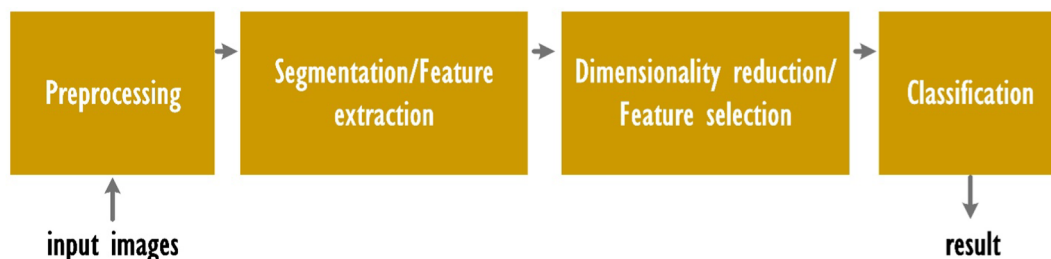 Preprocessing
Segmentation/Feature
extraction
Dimensionality reduction/
Feature selection
Classification
input images
result